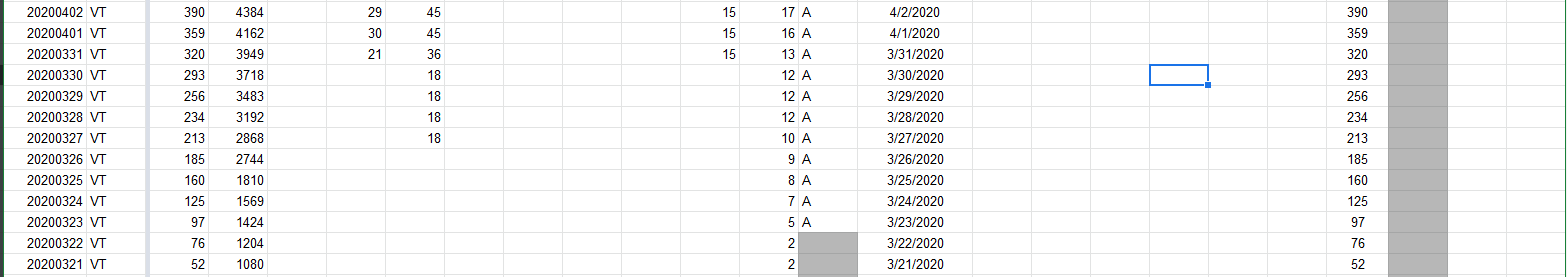 20200402 VT 390 4384 29 45 15 17 A 4/2/2020 390
20200401 VT 359 4162 30 45 15 16 A 4/1/2020 359
20200331 VT 320 3949 21 36 15 13 A 3/31/2020 320
20200330 VT 293 3718 18 12 A 3/30/2020 293
20200329 VT 256 3483 18 12 A 3/29/2020 256
20200328 VT 234 3192 18 12 A 3/28/2020 234
20200327 VT 213 2868 18 10 A 3/27/2020 213
20200326 VT 185 2744 9 A 3/26/2020 185
20200325 VT 160 1810 8 A 3/25/2020 160
20200324 VT 125 1569 7 A 3/24/2020 125
20200323 VT 97 1424 5 A 3/23/2020 97
20200322 VT 76 1204 2 3/22/2020 76
20200321 VT 52 1080 2 3/21/2020 52